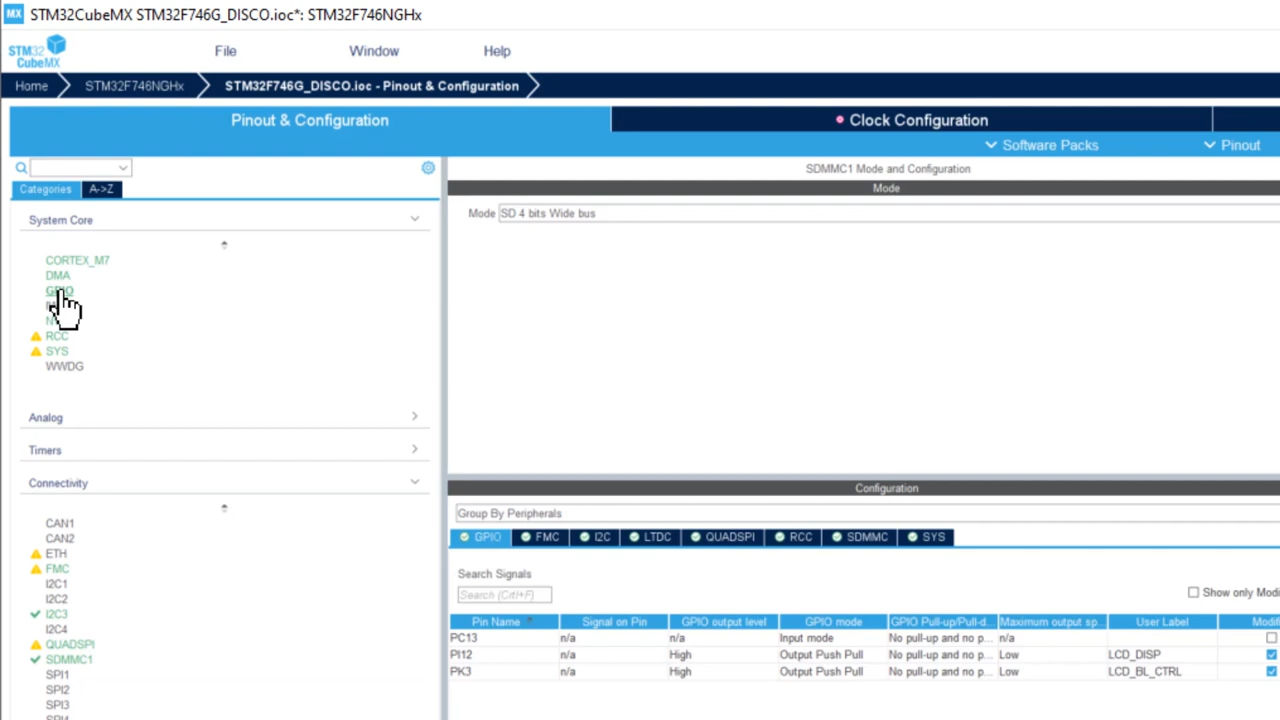 MX STM32CubeMX STM32F746G_DISCO.ioc*: STM32F746NGHx
STM32 CubeMX
File Window Help
Home STM32F746NGHx STM32F746G_DISCO.ioc - Pinout & Configuration
Pinout & Configuration Clock Configuration
Software Packs Pinout
Categories A->Z
System Core
CORTEX_M7
DMA
GPIO
RCC
SYS
WWDG
Analog
Timers
Connectivity
CAN1
CAN2
ETH
FMC
I2C1
I2C2
I2C3
I2C4
QUADSPI
SDMMC1
SPI1
SPI2
SPI3
SPI4
SDMMC1 Mode and Configuration
Mode
Mode SD 4 bits Wide bus
Configuration
Group By Peripherals
GPIO FMC I2C LTDC QUADSPI RCC SDMMC SYS
Search Signals
Search (Crtl+F) Show only Modi
Pin Name Signal on Pin GPIO output level GPIO mode GPIO Pull-up/Pull-d... Maximum output sp... User Label Modifi
PC13 n/a n/a Input mode No pull-up and no p... n/a
PI12 n/a High Output Push Pull No pull-up and no p... Low LCD_DISP
PK3 n/a High Output Push Pull No pull-up and no p... Low LCD_BL_CTRL